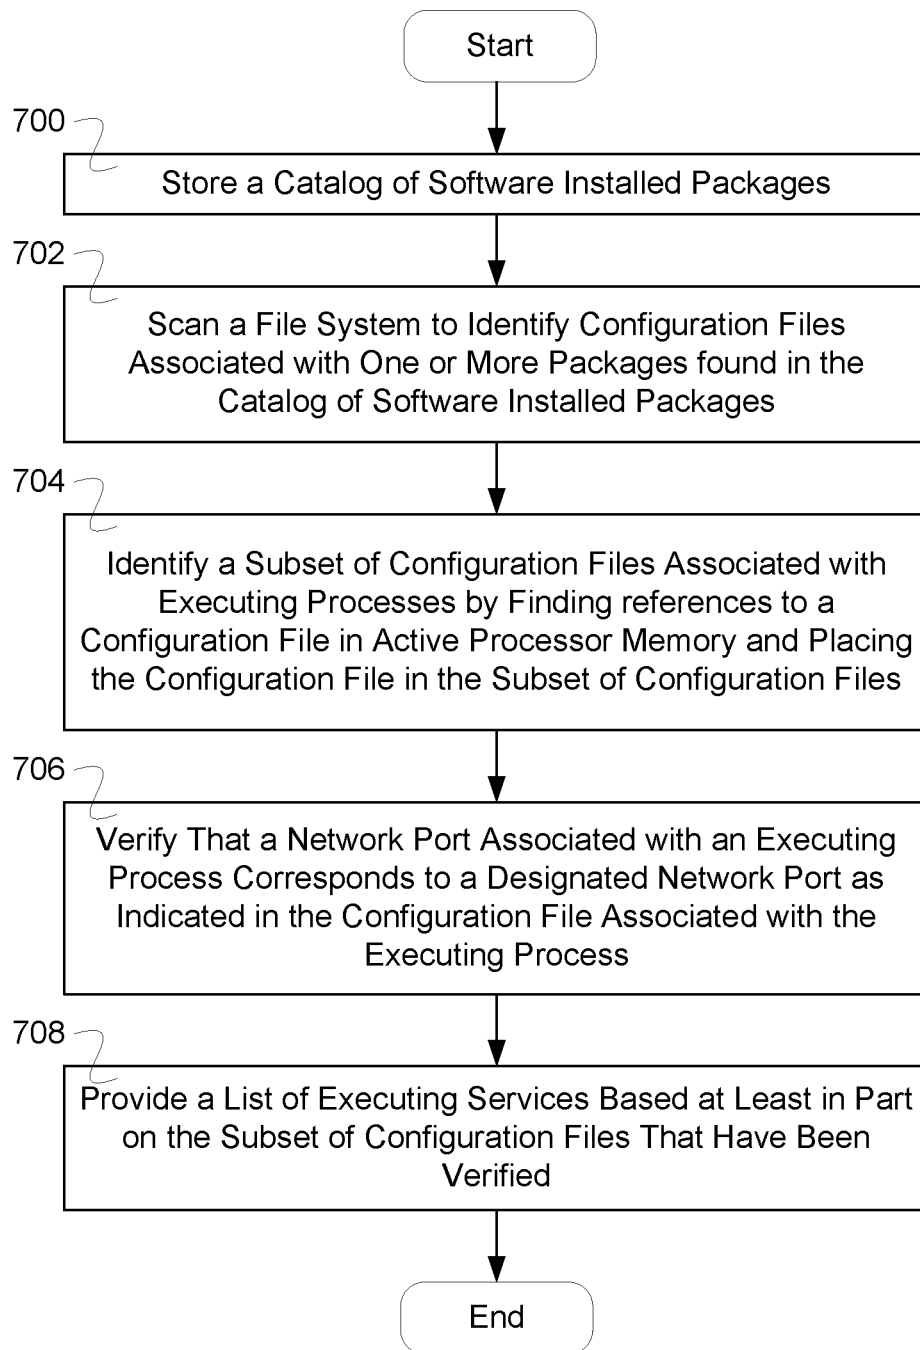 Start
700
Store a Catalog of Software Installed Packages
702
Scan a File System to Identify Configuration Files
Associated with One or More Packages found in the
Catalog of Software Installed Packages
704
Identify a Subset of Configuration Files Associated with
Executing Processes by Finding references to a
Configuration File in Active Processor Memory and Placing
the Configuration File in the Subset of Configuration Files
706
Verify That a Network Port Associated with an Executing
Process Corresponds to a Designated Network Port as
Indicated in the Configuration File Associated with the
Executing Process
708
Provide a List of Executing Services Based at Least in Part
on the Subset of Configuration Files That Have Been
Verified
End